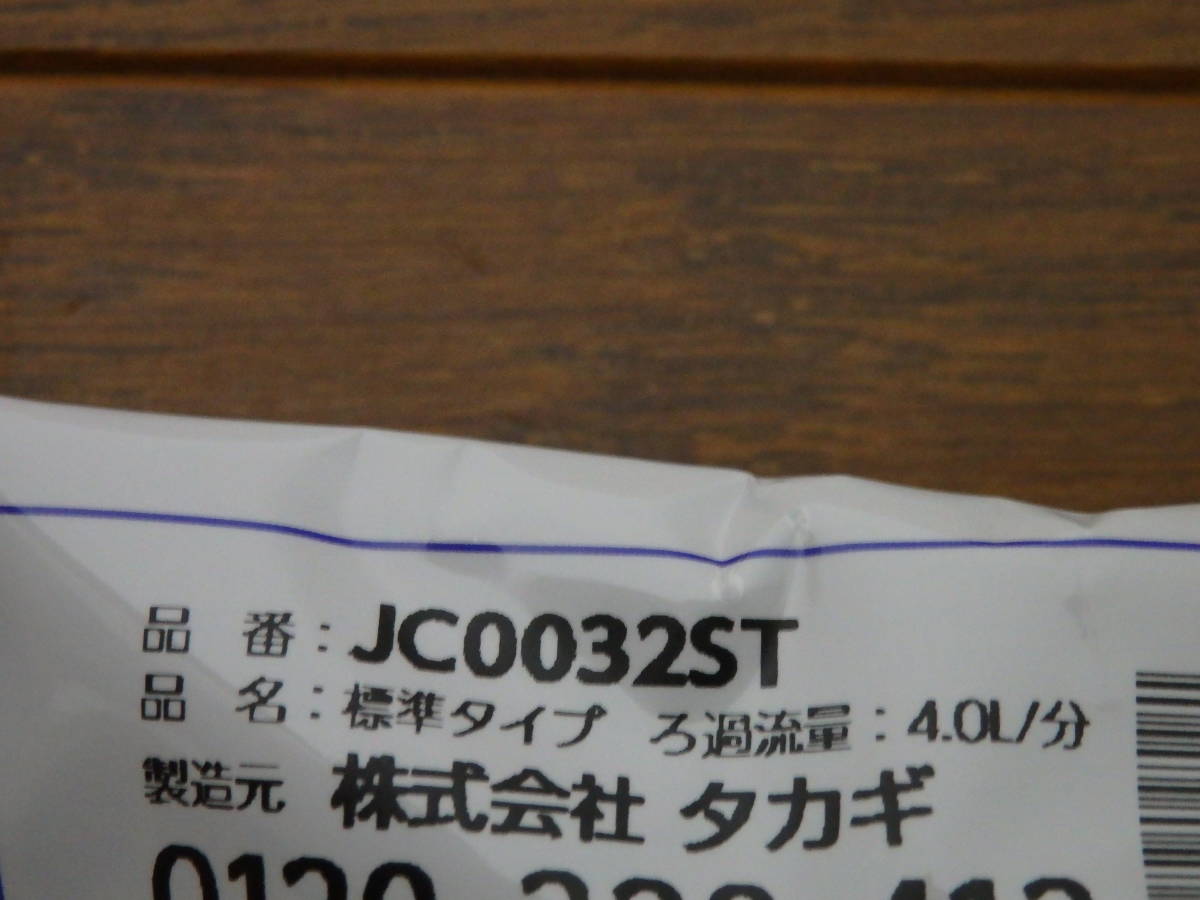 品 番：JC0032ST
品 名：標準タイプ ろ過流量：4.0L/分
製造元 株式会社 タカギ
0120